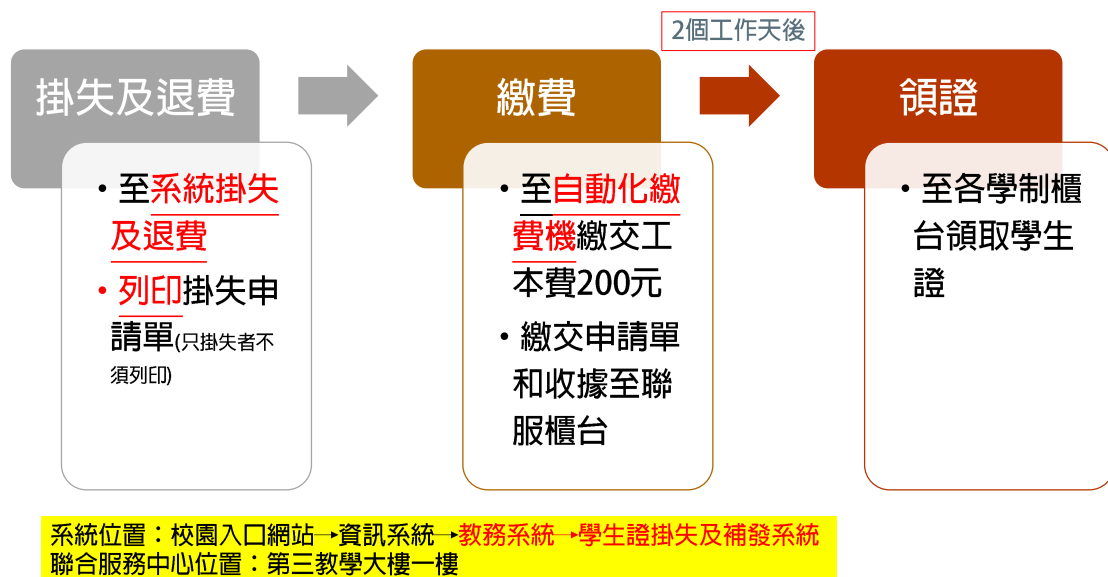 2個工作天後
掛失及退費
• 至系統掛失
及退費
• 列印掛失申
請單(只掛失者不
須列印)
繳費
• 至自動化繳
費機繳交工
本費200元
• 繳交申請單
和收據至聯
服櫃台
領證
• 至各學制櫃
台領取學生
證
系統位置：校園入口網站→資訊系統→教務系統→學生證掛失及補發系統
聯合服務中心位置：第三教學大樓一樓